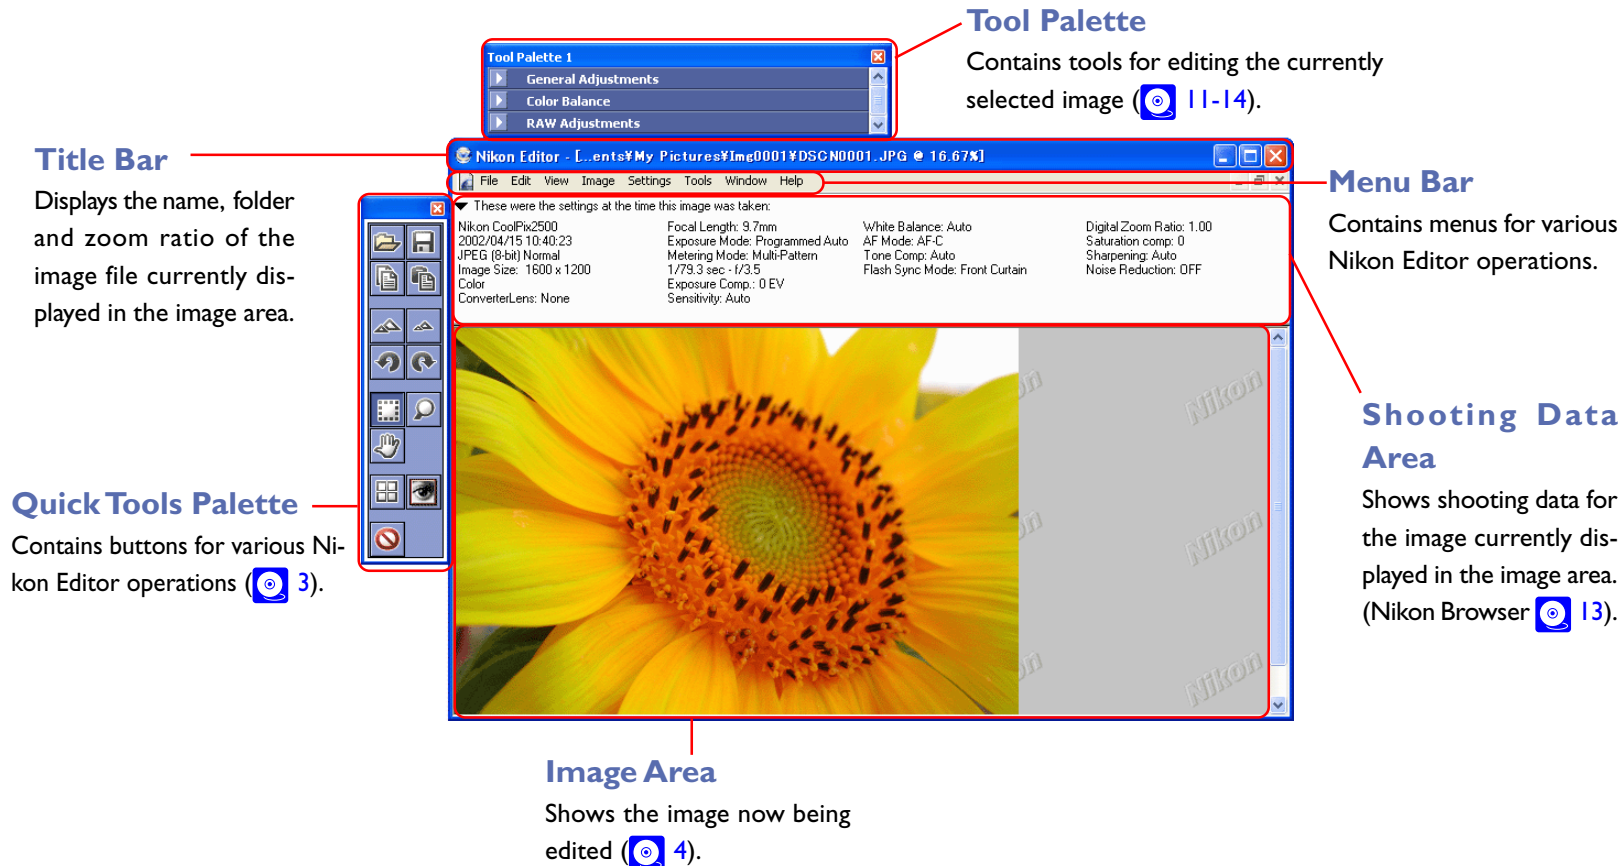 Tool Palette
Contains tools for editing the currently
selected image ( 11-14).
Tool Palette 1
General Adjustments
Color Balance
RAW Adjustments
Title Bar
Displays the name, folder
and zoom ratio of the
image file currently dis-
played in the image area.
Nikon Editor - [...ents¥My Pictures¥Img0001¥DSCN0001.JPG @ 16.67%]
File Edit View Image Settings Tools Window Help
Menu Bar
Contains menus for various
Nikon Editor operations.
These were the settings at the time this image was taken:
Nikon CoolPix2500
2002/04/15 10:40:23
JPEG (8-bit) Normal
Image Size: 1600 x 1200
Color
ConverterLens: None
Focal Length: 9.7mm
Exposure Mode: Programmed Auto
Metering Mode: Multi-Pattern
1/79.3 sec - f/3.5
Exposure Comp.: 0 EV
Sensitivity: Auto
White Balance: Auto
AF Mode: AF-C
Tone Comp: Auto
Flash Sync Mode: Front Curtain
Digital Zoom Ratio: 1.00
Saturation comp: 0
Sharpening: Auto
Noise Reduction: OFF
Shooting Data
Area
Shows shooting data for
the image currently dis-
played in the image area.
(Nikon Browser 13).
Quick Tools Palette
Contains buttons for various Ni-
kon Editor operations ( 3).
Nikon
Nikon
Nikon
Image Area
Shows the image now being
edited ( 4).